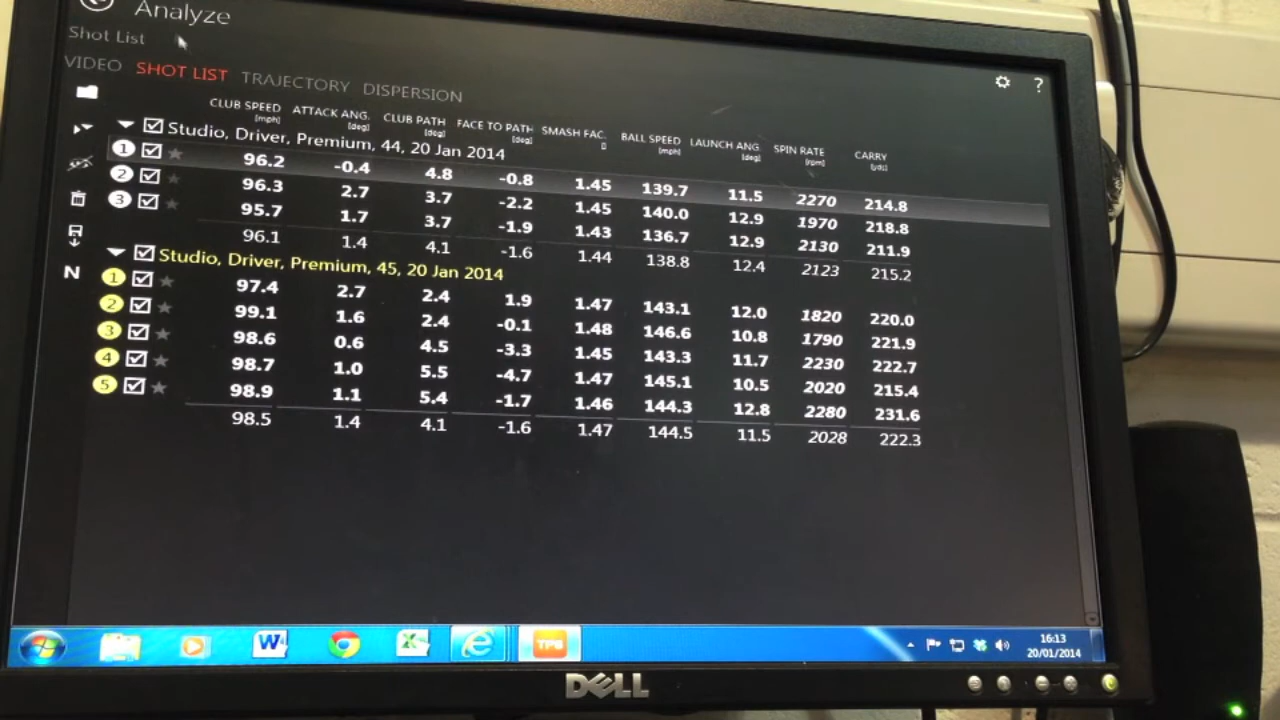 Analyze
Shot List
VIDEO SHOT LIST TRAJECTORY DISPERSION
CLUB SPEED ATTACK ANG. CLUB PATH FACE TO PATH SMASH FAC. BALL SPEED LAUNCH ANG. SPIN RATE CARRY
[mph] [deg] [deg] [deg] [] [mph] [deg] [rpm] [yds]
Studio, Driver, Premium, 44, 20 Jan 2014
1 96.2 -0.4 4.8 -0.8 1.45 139.7 11.5 2270 214.8
2 96.3 2.7 3.7 -2.2 1.45 140.0 12.9 1970 218.8
3 95.7 1.7 3.7 -1.9 1.43 136.7 12.9 2130 211.9
96.1 1.4 4.1 -1.6 1.44 138.8 12.4 2123 215.2
Studio, Driver, Premium, 45, 20 Jan 2014
1 97.4 2.7 2.4 1.9 1.47 143.1 12.0 1820 220.0
2 99.1 1.6 2.4 -0.1 1.48 146.6 10.8 1790 221.9
3 98.6 0.6 4.5 -3.3 1.45 143.3 11.7 2230 222.7
4 98.7 1.0 5.5 -4.7 1.47 145.1 10.5 2020 215.4
5 98.9 1.1 5.4 -1.7 1.46 144.3 12.8 2280 231.6
98.5 1.4 4.1 -1.6 1.47 144.5 11.5 2028 222.3
N
?
W
TPS
16:13
20/01/2014
DELL